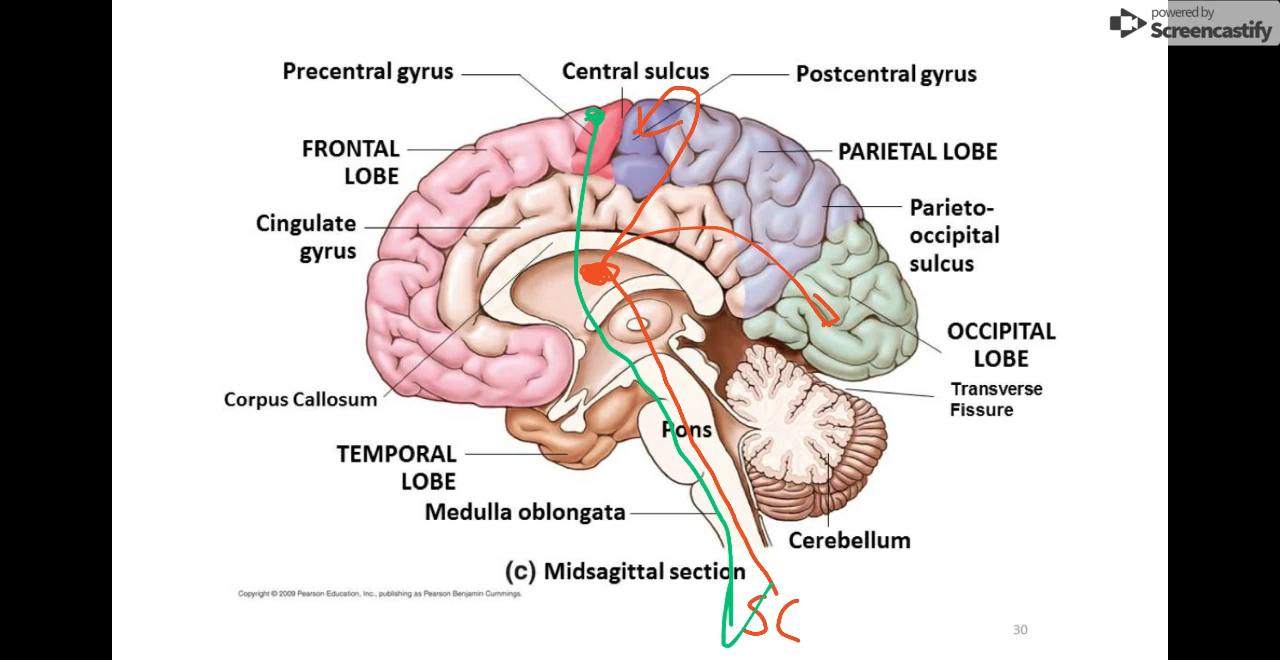 powered by
Screencastify
Precentral gyrus
Central sulcus
Postcentral gyrus
FRONTAL
LOBE
PARIETAL LOBE
Cingulate
gyrus
Parieto-
occipital
sulcus
OCCIPITAL
LOBE
Corpus Callosum
Transverse
Fissure
Pons
TEMPORAL
LOBE
Medulla oblongata
Cerebellum
(c) Midsagittal section
Copyright © 2009 Pearson Education, Inc., publishing as Pearson Benjamin Cummings.
SC
30